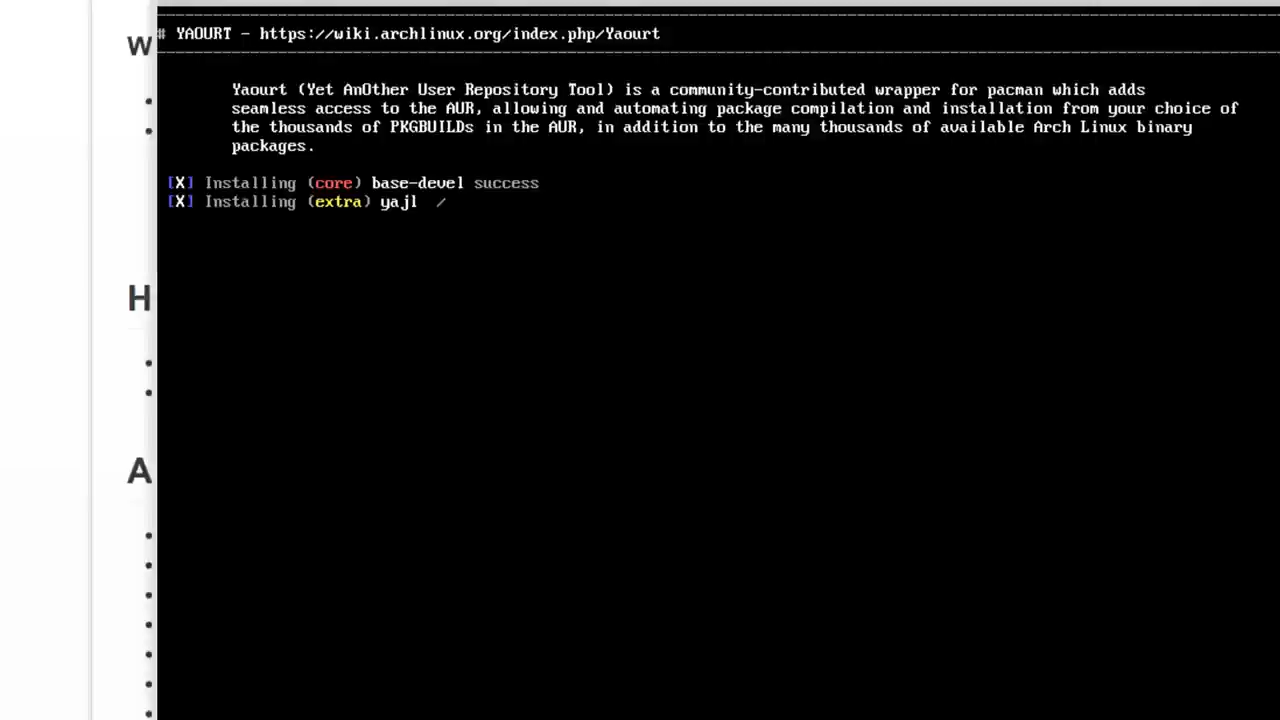 # YAOURT - https://wiki.archlinux.org/index.php/Yaourt
Yaourt (Yet AnOther User Repository Tool) is a community-contributed wrapper for pacman which adds
seamless access to the AUR, allowing and automating package compilation and installation from your choice of
the thousands of PKGBUILDs in the AUR, in addition to the many thousands of available Arch Linux binary
packages.
[X] Installing (core) base-devel success
[X] Installing (extra) yajl /
W
H
A